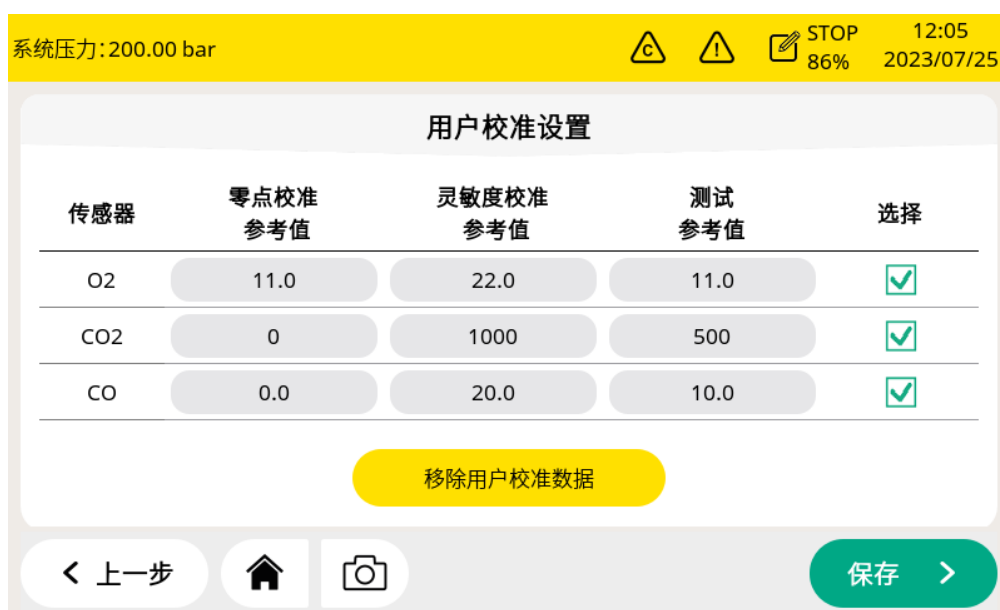 系统压力:200.00 bar
C
!
STOP
86%
12:05
2023/07/25
用户校准设置
传感器
零点校准
参考值
灵敏度校准
参考值
测试
参考值
选择
O2 11.0 22.0 11.0
CO2 0 1000 500
CO 0.0 20.0 10.0
移除用户校准数据
上一步
保存